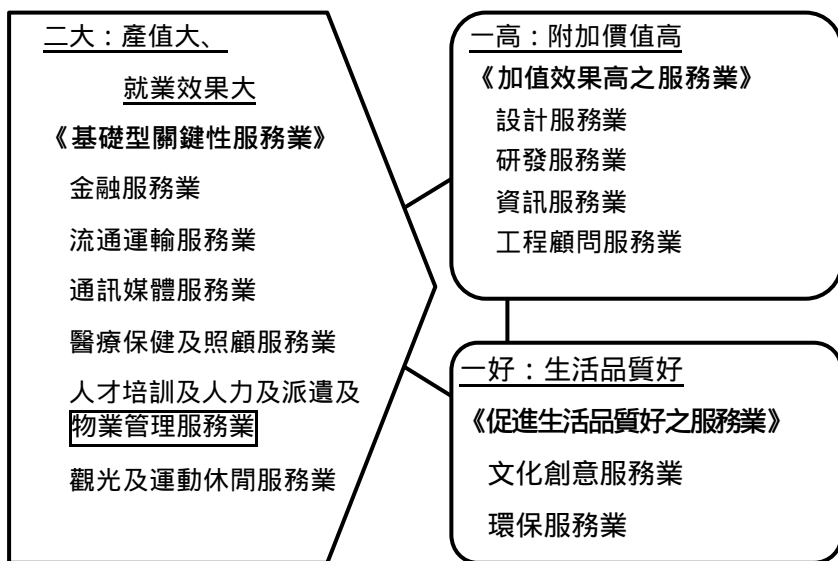 二大：產值大、
就業效果大
《基礎型關鍵性服務業》
金融服務業
流通運輸服務業
通訊媒體服務業
醫療保健及照顧服務業
人才培訓及人力及派遣及
物業管理服務業
觀光及運動休閒服務業
一高：附加價值高
《加值效果高之服務業》
設計服務業
研發服務業
資訊服務業
工程顧問服務業
一好：生活品質好
《促進生活品質好之服務業》
文化創意服務業
環保服務業